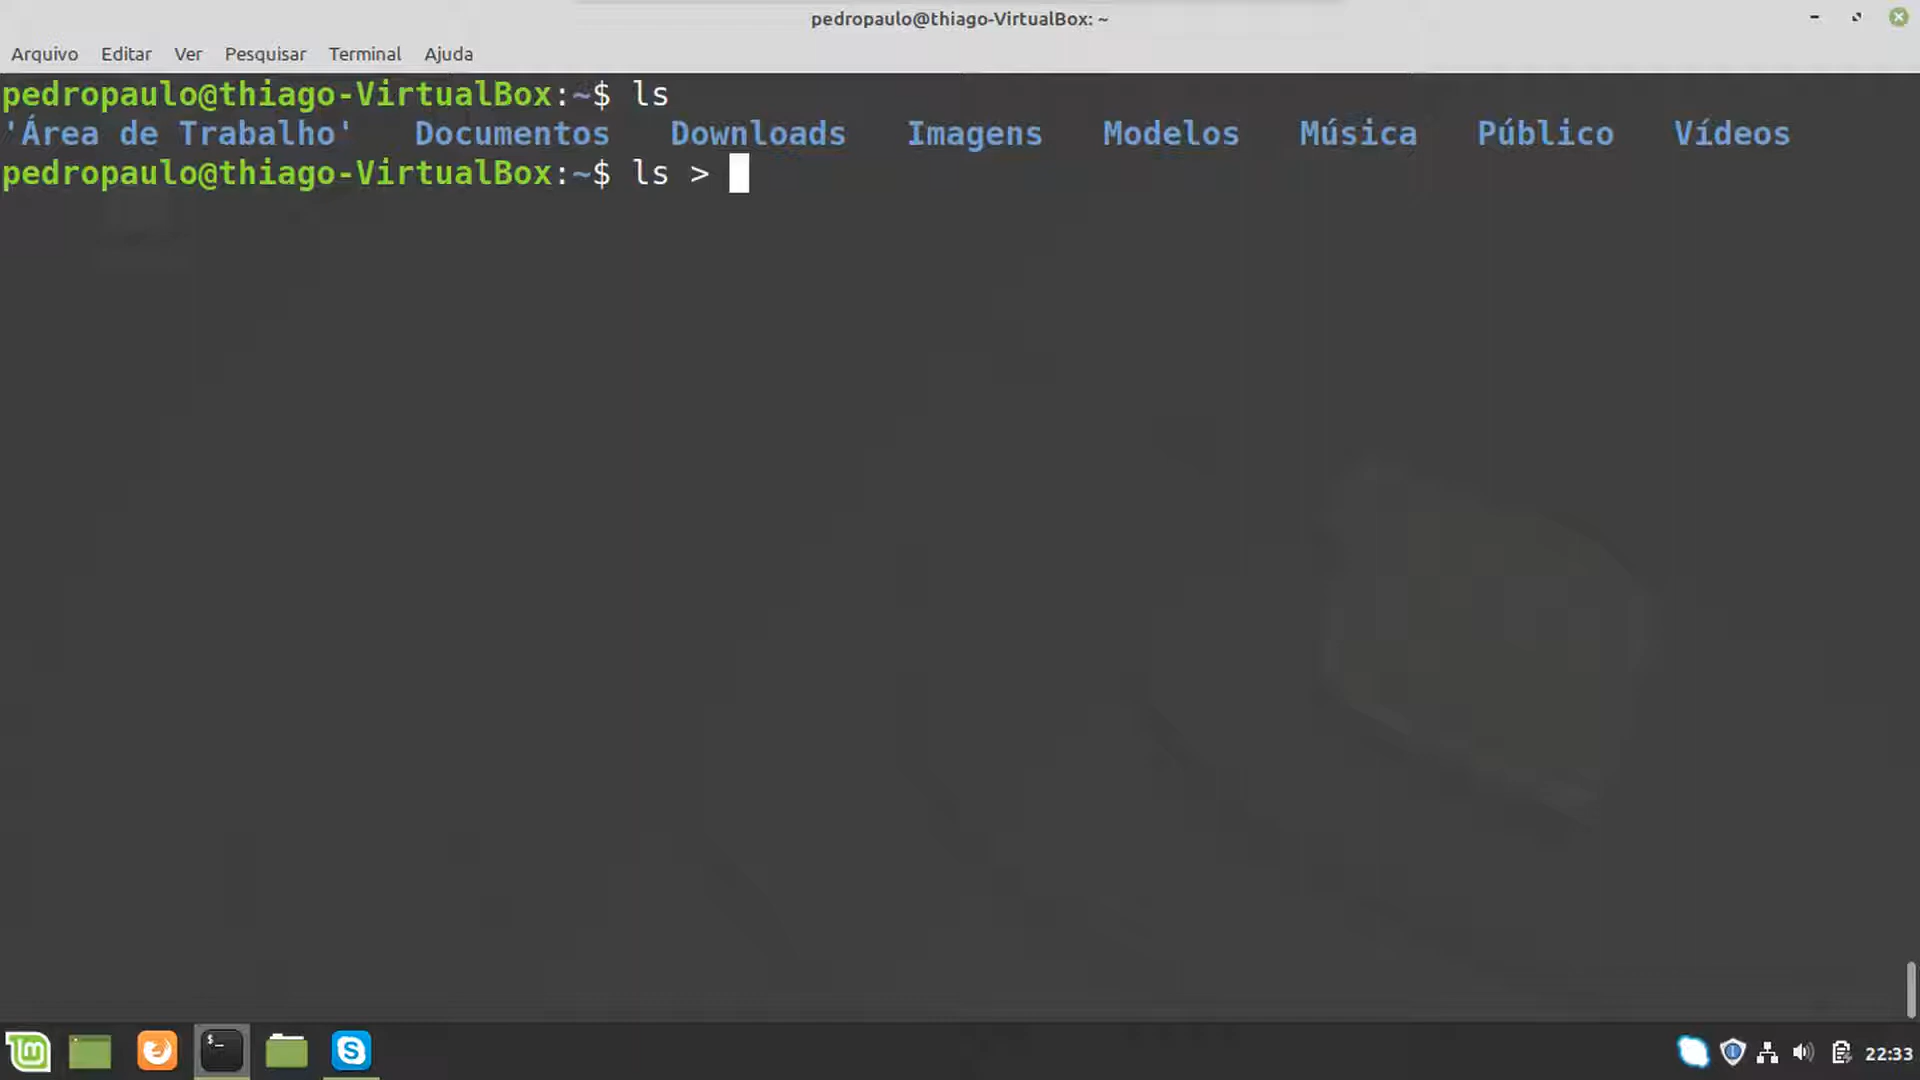 pedropaulo@thiago-VirtualBox: ~
Arquivo Editar Ver Pesquisar Terminal Ajuda
pedropaulo@thiago-VirtualBox:~$ ls
'Área de Trabalho' Documentos Downloads Imagens Modelos Música Público Vídeos
pedropaulo@thiago-VirtualBox:~$ ls >
22:33